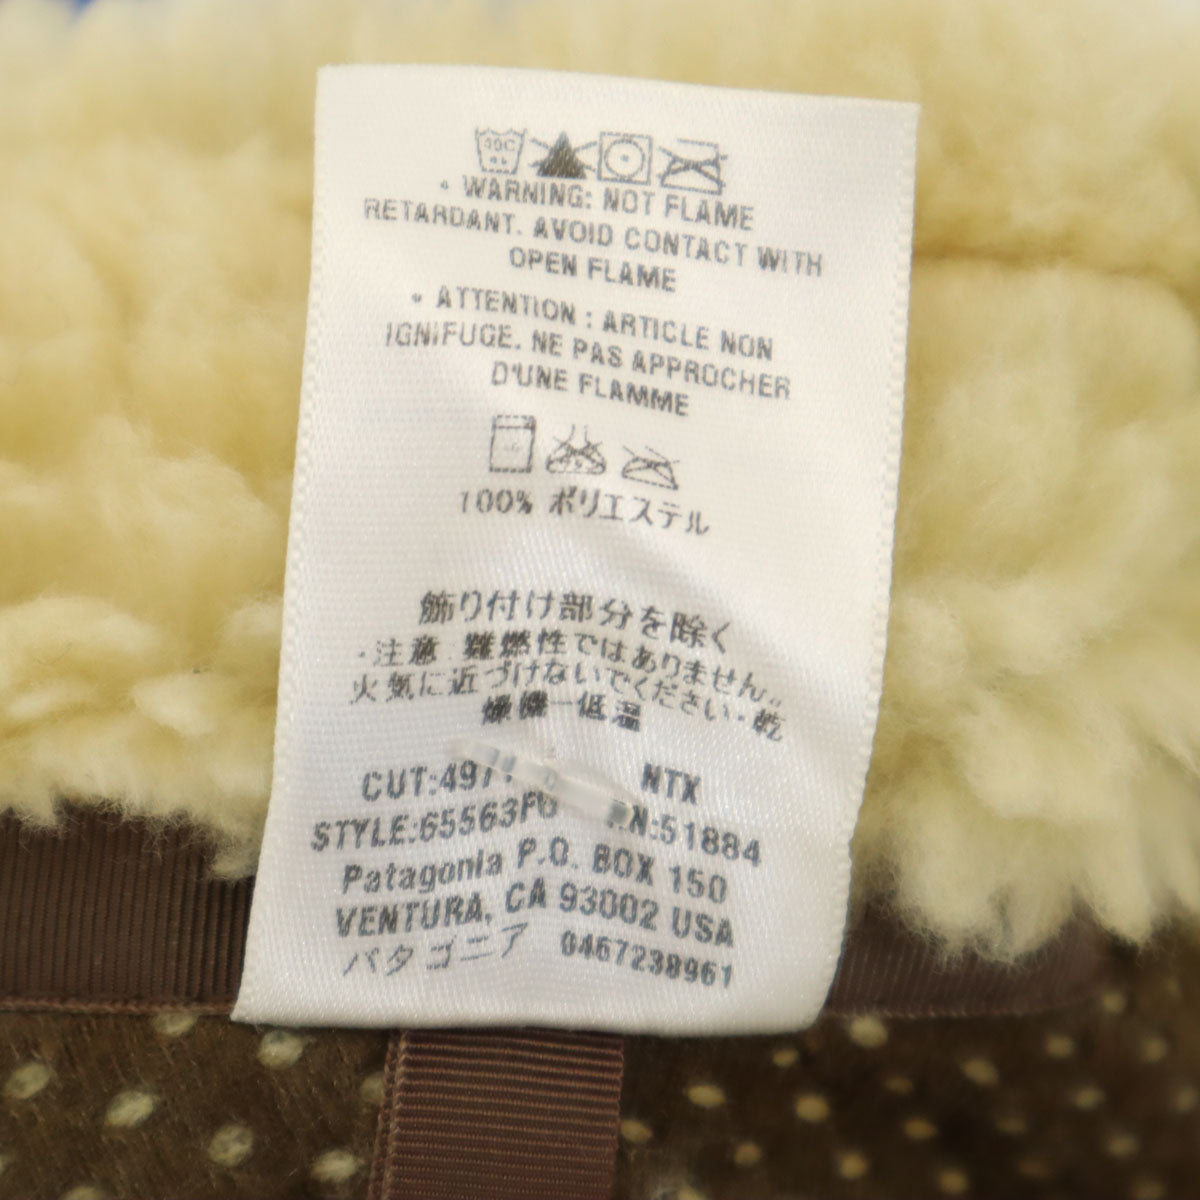 40C
• WARNING: NOT FLAME
RETARDANT. AVOID CONTACT WITH
OPEN FLAME
• ATTENTION : ARTICLE NON
IGNIFUGE. NE PAS APPROCHER
D'UNE FLAMME
100% ポリエステル
飾り付け部分を除く
・注意 難燃性ではありません。
火気に近づけないでください・乾
燥機一低温
NTX
STYLE:65563F0 RN:51884
Patagonia P.O. BOX 150
VENTURA, CA 93002 USA
パタゴニア 0467238961